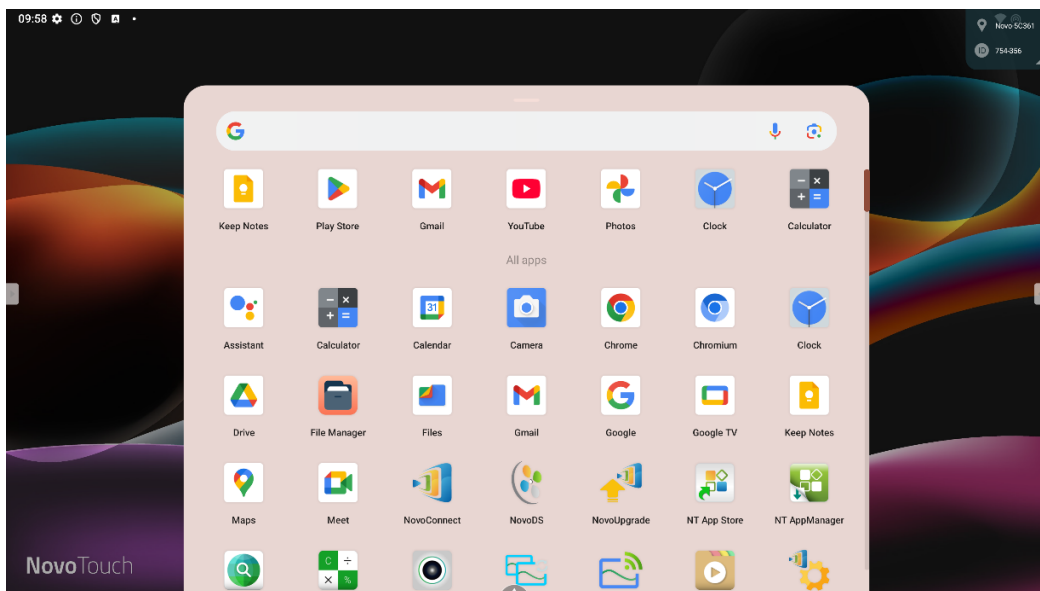 09:58
Novo-5C361
ID 754-356
Keep Notes Play Store Gmail YouTube Photos Clock Calculator
All apps
31
Assistant Calculator Calendar Camera Chrome Chromium Clock
Drive File Manager Files Gmail Google Google TV Keep Notes
Maps Meet NovoConnect NovoDS NovoUpgrade NT App Store NT AppManager
NovoTouch